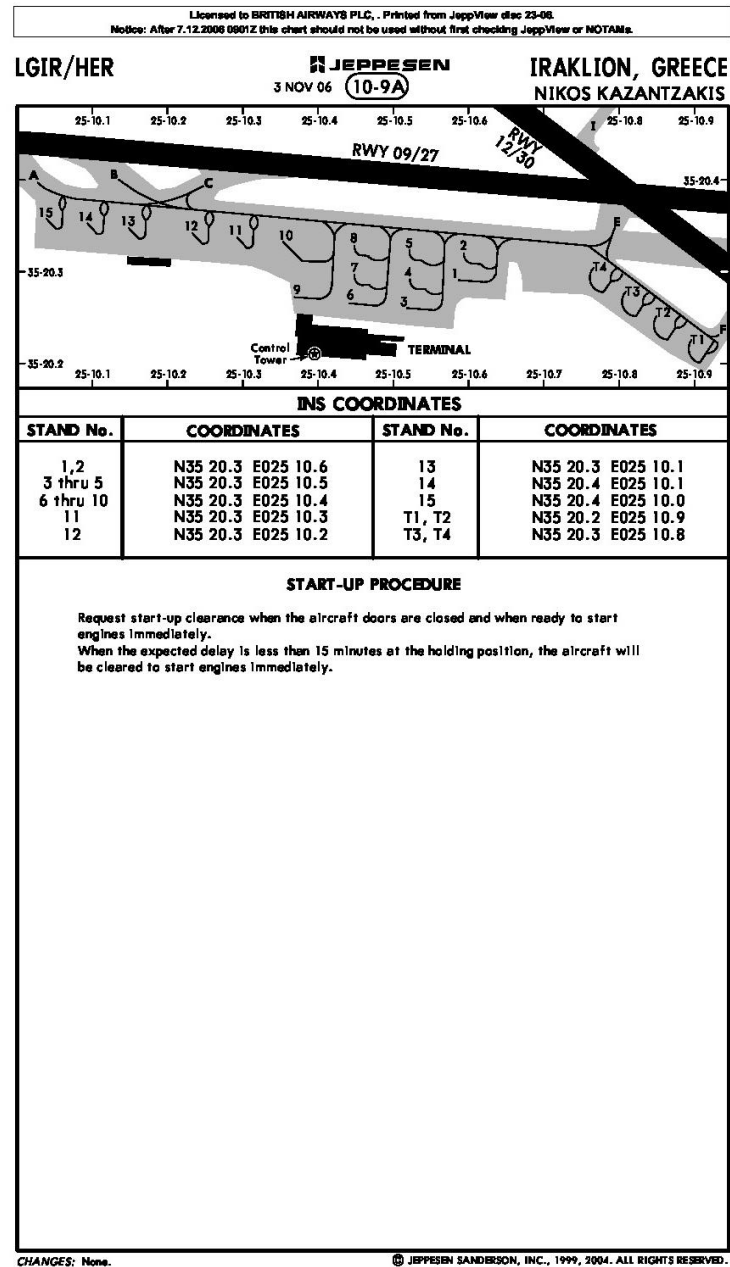 Licensed to BRITISH AIRWAYS PLC, . Printed from JeppView disc 23-06.
Notice: After 7.12.2006 0901Z this chart should not be used without first checking JeppView or NOTAMs.
LGIR/HER
JEPPESEN
IRAKLION, GREECE
3 NOV 06
10-9A
NIKOS KAZANTZAKIS
25-10.1 25-10.2 25-10.3 25-10.4 25-10.5 25-10.6 25-10.8 25-10.9
I
RWY 12/30
RWY 09/27
35-20.4
A B C
E
15 14 13 12 11 10 8 5 2
7 4 1
9 6 3
35-20.3
T4 T3 T2 T1
F
Control Tower
TERMINAL
35-20.2
25-10.1 25-10.2 25-10.3 25-10.4 25-10.5 25-10.6 25-10.7 25-10.8 25-10.9
INS COORDINATES
STAND No. COORDINATES STAND No. COORDINATES
1,2 N35 20.3 E025 10.6 13 N35 20.3 E025 10.1
3 thru 5 N35 20.3 E025 10.5 14 N35 20.4 E025 10.1
6 thru 10 N35 20.3 E025 10.4 15 N35 20.4 E025 10.0
11 N35 20.3 E025 10.3 T1, T2 N35 20.2 E025 10.9
12 N35 20.3 E025 10.2 T3, T4 N35 20.3 E025 10.8
START-UP PROCEDURE
Request start-up clearance when the aircraft doors are closed and when ready to start
engines immediately.
When the expected delay is less than 15 minutes at the holding position, the aircraft will
be cleared to start engines immediately.
CHANGES: None.
© JEPPESEN SANDERSON, INC., 1999, 2004. ALL RIGHTS RESERVED.